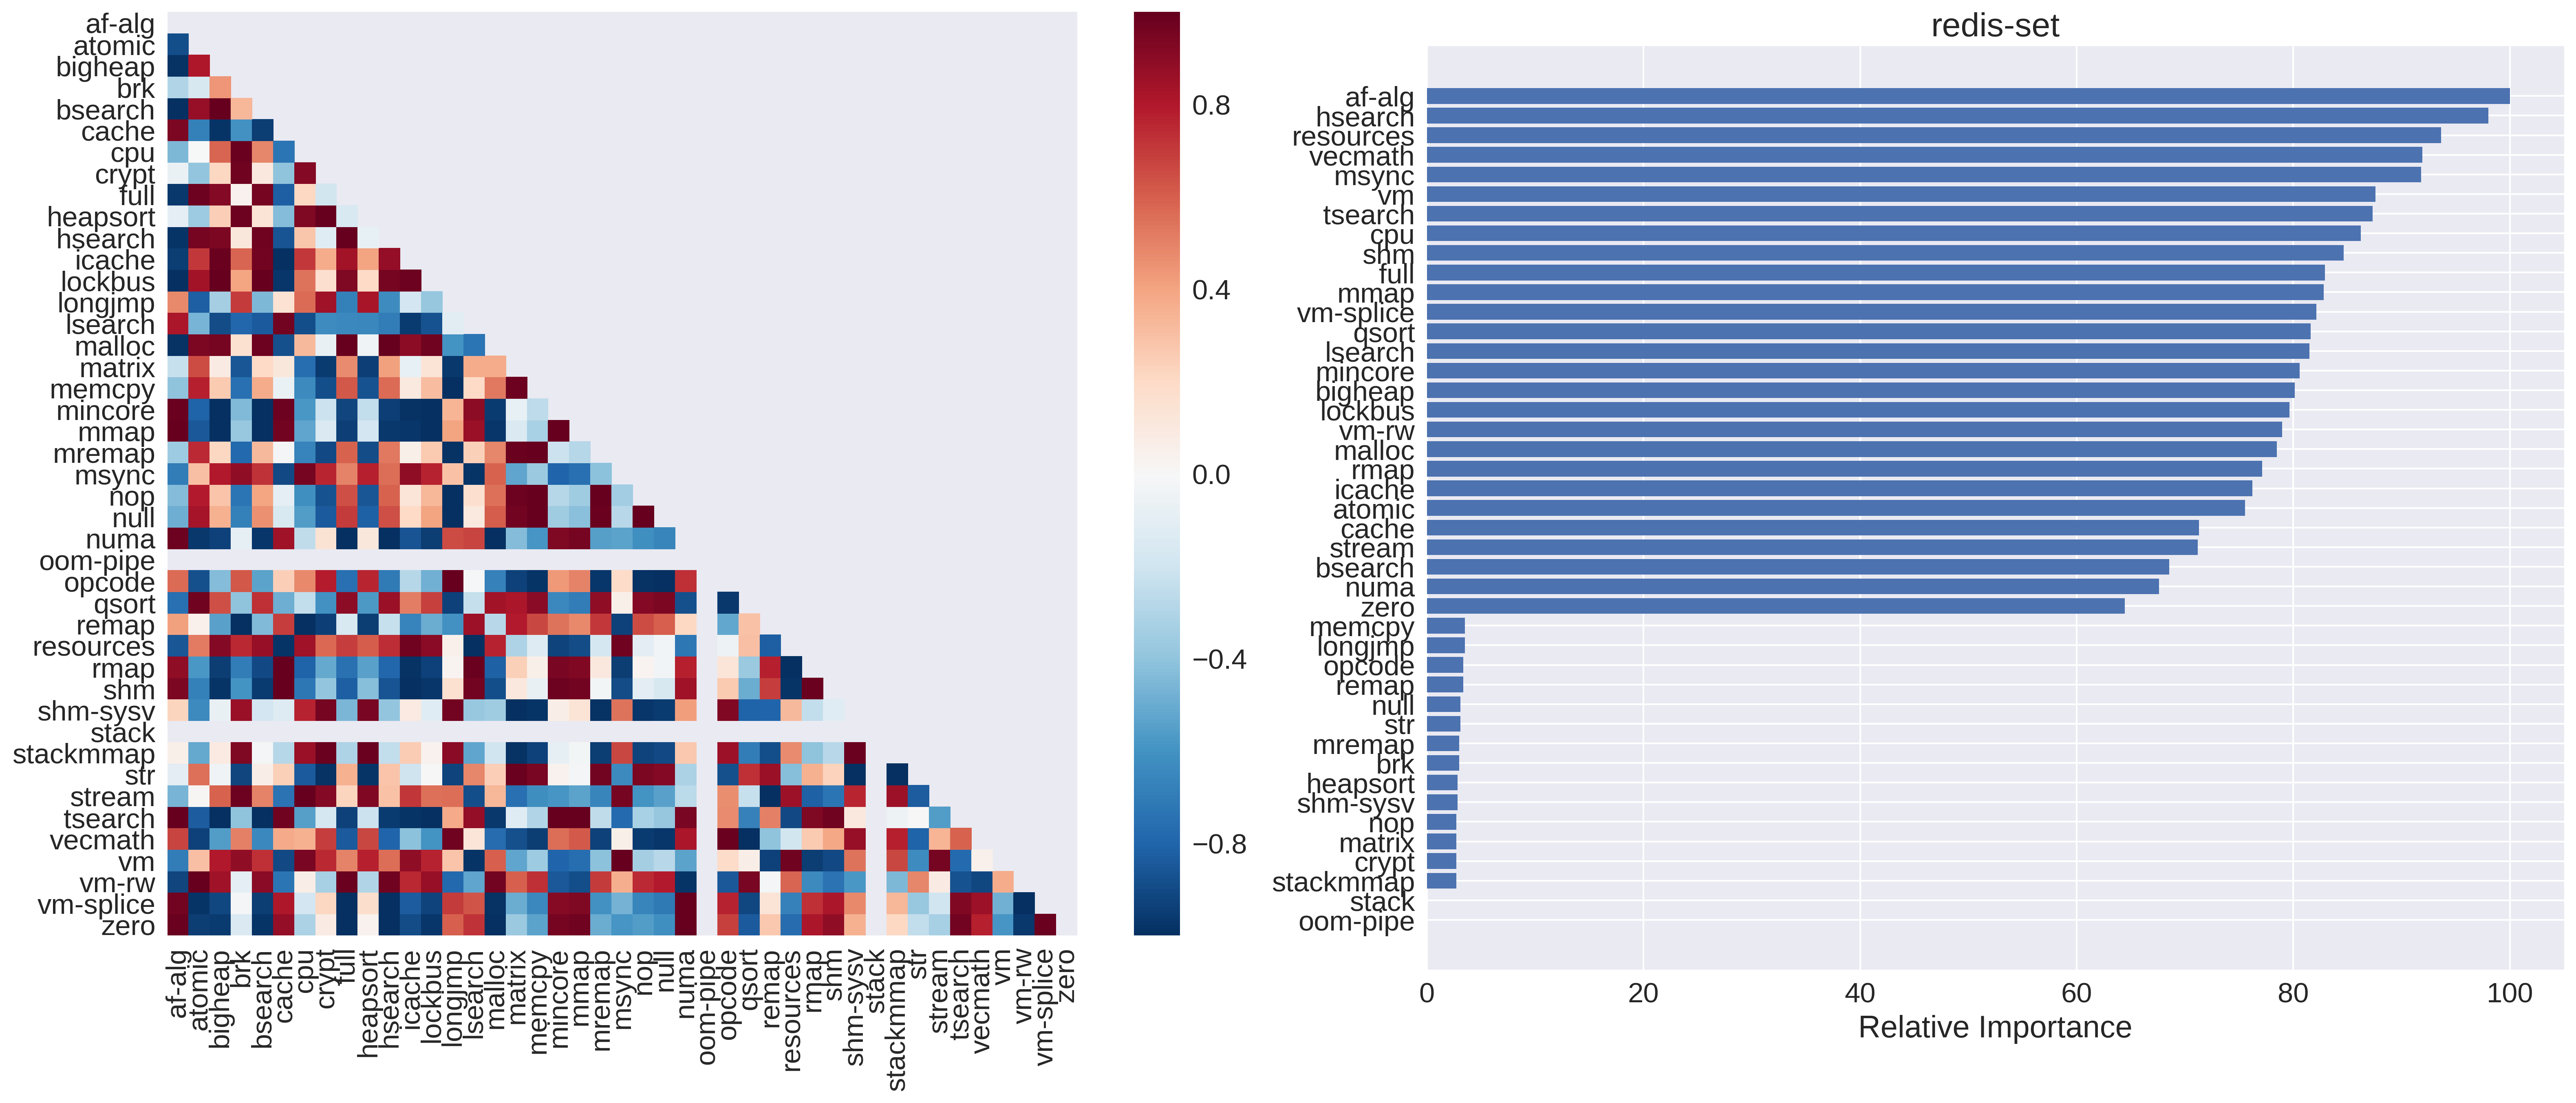 af-alg
atomic
bigheap
brk
bsearch
cache
cpu
crypt
full
heapsort
hsearch
icache
lockbus
longjmp
lsearch
malloc
matrix
memcpy
mincore
mmap
mremap
msync
nop
null
numa
oom-pipe
opcode
qsort
remap
resources
rmap
shm
shm-sysv
stack
stackmmap
str
stream
tsearch
vecmath
vm
vm-rw
vm-splice
zero
af-alg
atomic
bigheap
brk
bsearch
cache
cpu
crypt
full
heapsort
hsearch
icache
lockbus
longjmp
lsearch
malloc
matrix
memcpy
mincore
mmap
mremap
msync
nop
null
numa
oom-pipe
opcode
qsort
remap
resources
rmap
shm
shm-sysv
stack
stackmmap
str
stream
tsearch
vecmath
vm
vm-rw
vm-splice
zero
0.8
0.4
0.0
−0.4
−0.8
redis-set
af-alg
hsearch
resources
vecmath
msync
vm
tsearch
cpu
shm
full
mmap
vm-splice
qsort
lsearch
mincore
bigheap
lockbus
vm-rw
malloc
rmap
icache
atomic
cache
stream
bsearch
numa
zero
memcpy
longjmp
opcode
remap
null
str
mremap
brk
heapsort
shm-sysv
nop
matrix
crypt
stackmmap
stack
oom-pipe
0 20 40 60 80 100
Relative Importance